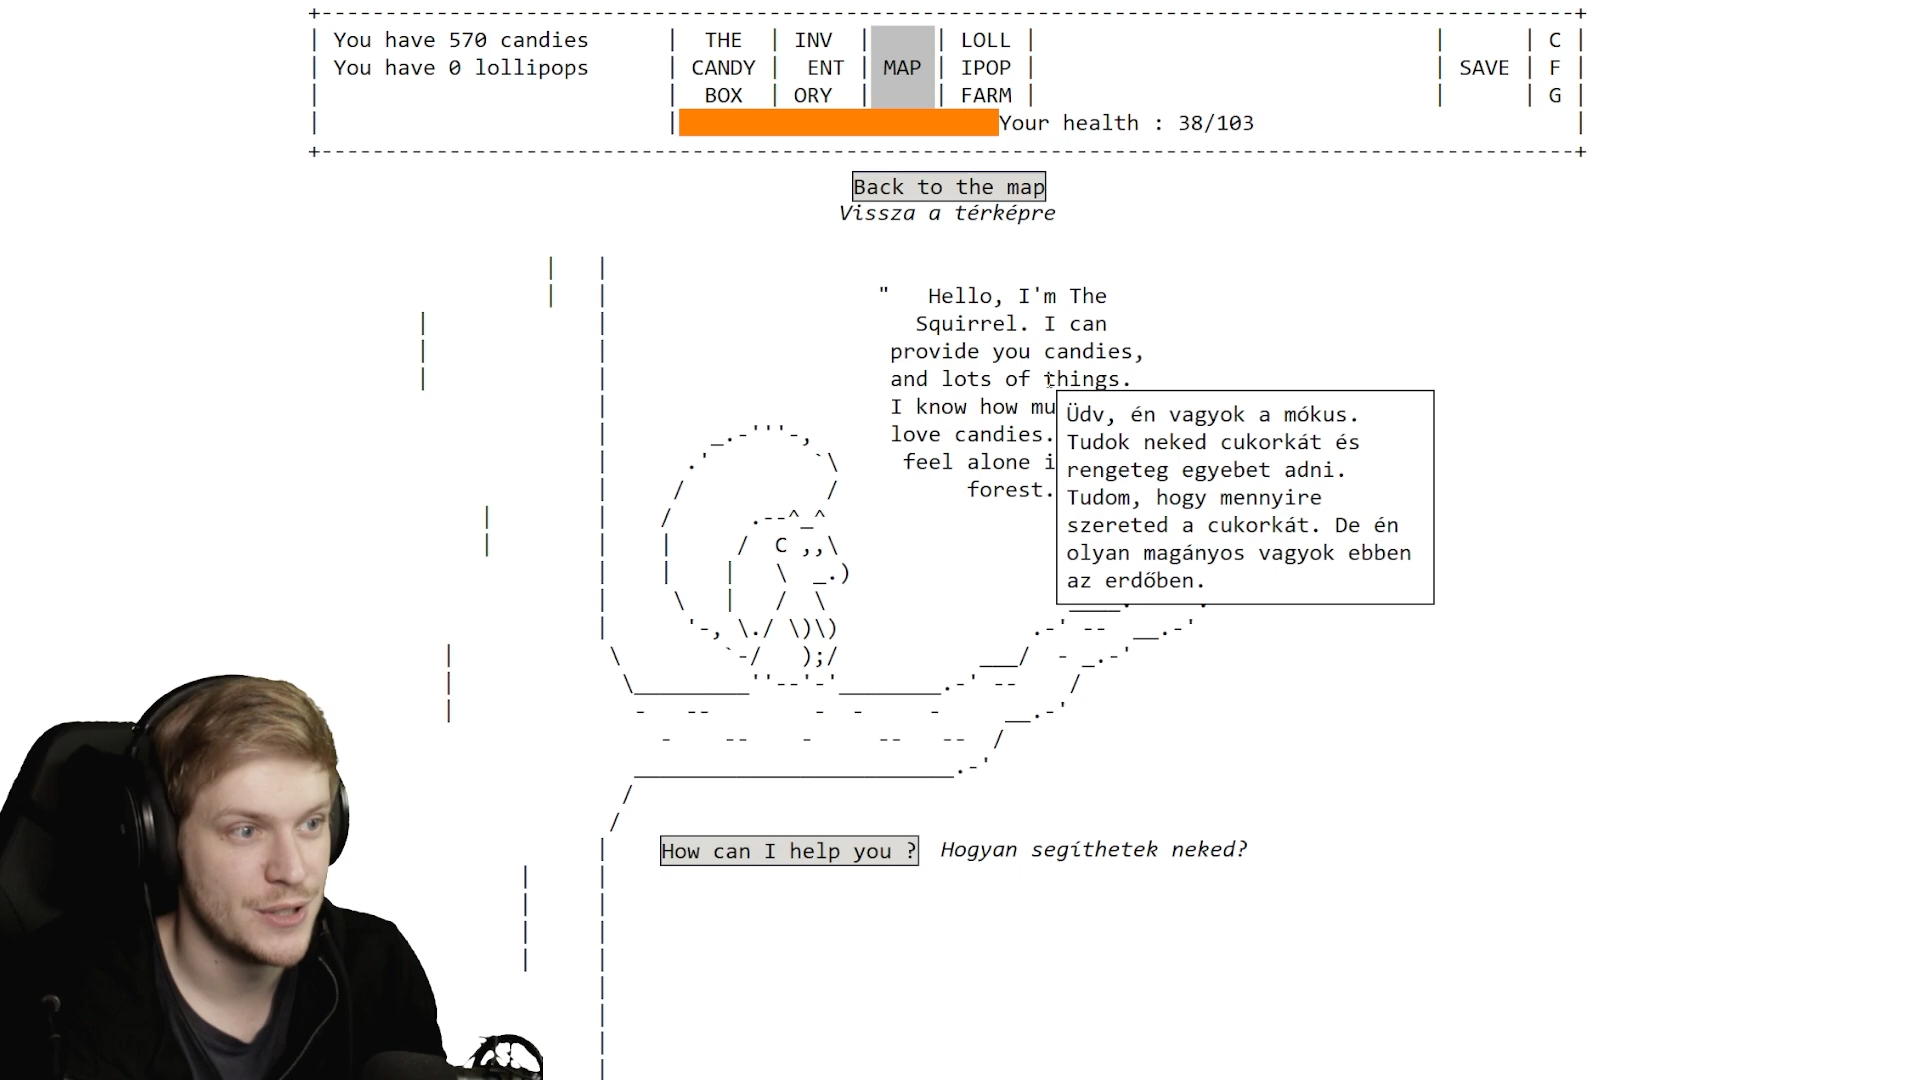 You have 570 candies
You have 0 lollipops
THE
CANDY
BOX
INV
ENT
ORY
MAP
LOLL
IPOP
FARM
SAVE
C
F
G
Your health : 38/103
Back to the map
Vissza a térképre
" Hello, I'm The
Squirrel. I can
provide you candies,
and lots of things.
I know how mu
love candies.
feel alone i
forest.
Üdv, én vagyok a mókus.
Tudok neked cukorkát és
rengeteg egyebet adni.
Tudom, hogy mennyire
szereted a cukorkát. De én
olyan magányos vagyok ebben
az erdőben.
How can I help you ?
Hogyan segíthetek neked?